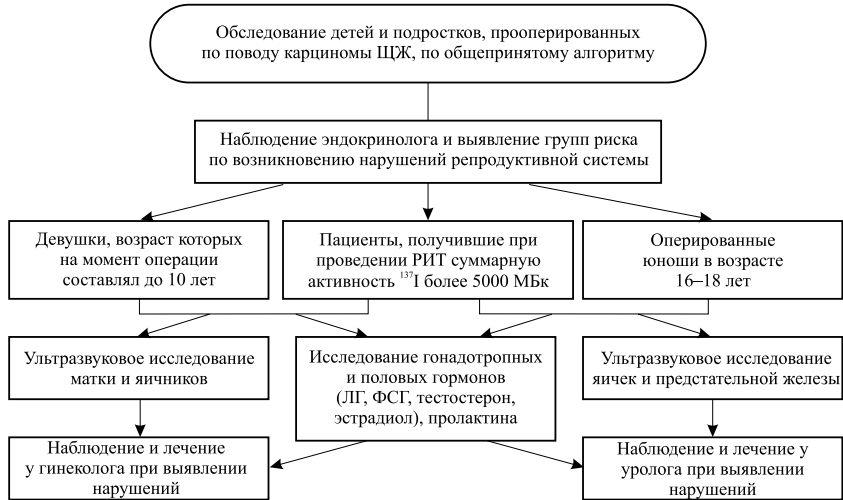 Обследование детей и подростков, прооперированных
по поводу карциномы ЩЖ, по общепринятому алгоритму
Наблюдение эндокринолога и выявление групп риска
по возникновению нарушений репродуктивной системы
Девушки, возраст которых
на момент операции
составлял до 10 лет
Пациенты, получившие при
проведении РИТ суммарную
активность ¹³⁷I более 5000 МБк
Оперированные
юноши в возрасте
16–18 лет
Ультразвуковое исследование
матки и яичников
Исследование гонадотропных
и половых гормонов
(ЛГ, ФСГ, тестостерон,
эстрадиол), пролактина
Ультразвуковое исследование
яичек и предстательной железы
Наблюдение и лечение
у гинеколога при выявлении
нарушений
Наблюдение и лечение у
уролога при выявлении
нарушений